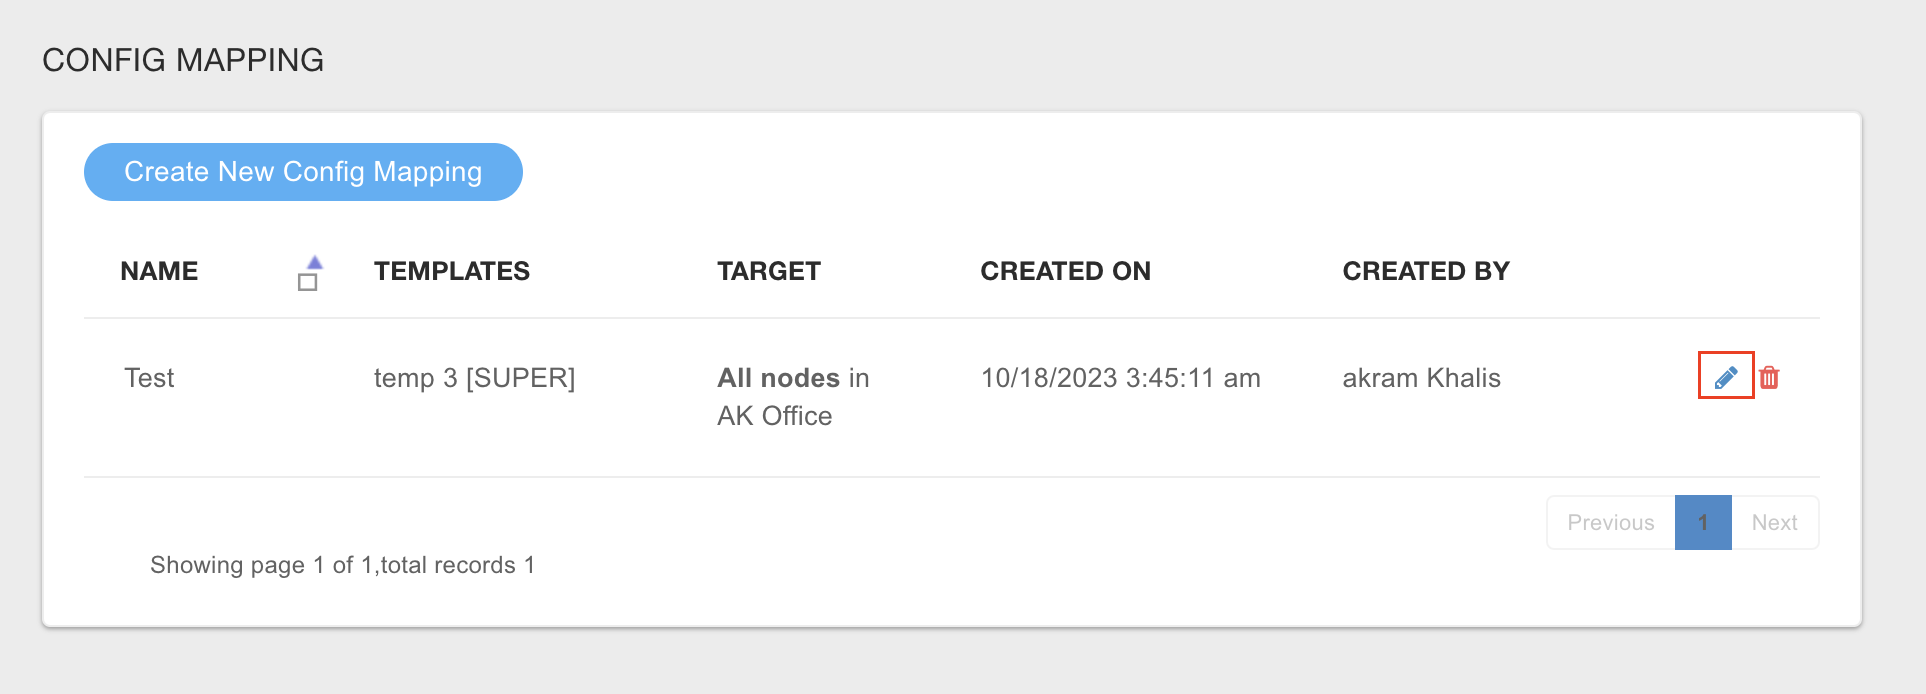 CONFIG MAPPING
Create New Config Mapping
NAME TEMPLATES TARGET CREATED ON CREATED BY
Test temp 3 [SUPER] All nodes in 10/18/2023 3:45:11 am akram Khalis
AK Office
Previous 1 Next
Showing page 1 of 1,total records 1